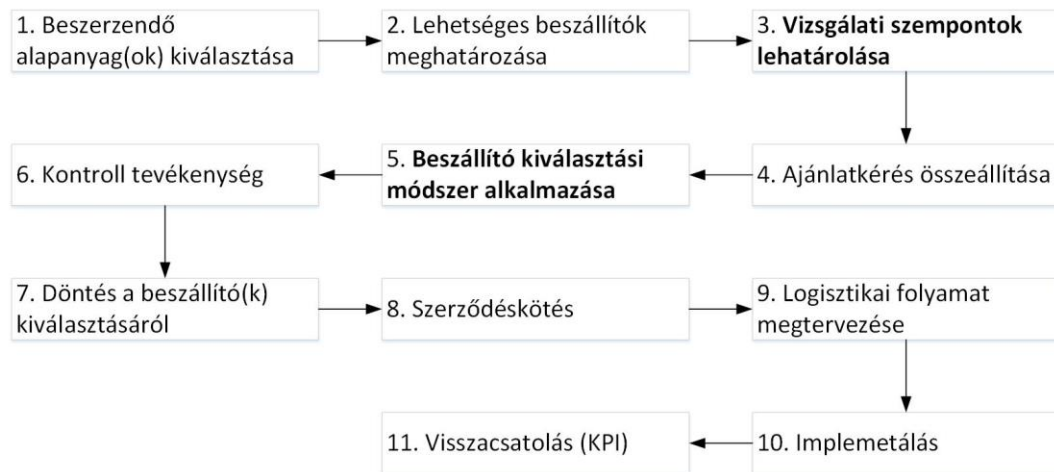 1. Beszerzendő
alapanyag(ok) kiválasztása
2. Lehetséges beszállítók
meghatározása
3. Vizsgálati szempontok
lehatárolása
4. Ajánlatkérés összeállítása
5. Beszállító kiválasztási
módszer alkalmazása
6. Kontroll tevékenység
7. Döntés a beszállító(k)
kiválasztásáról
8. Szerződéskötés
9. Logisztikai folyamat
megtervezése
10. Implemetálás
11. Visszacsatolás (KPI)